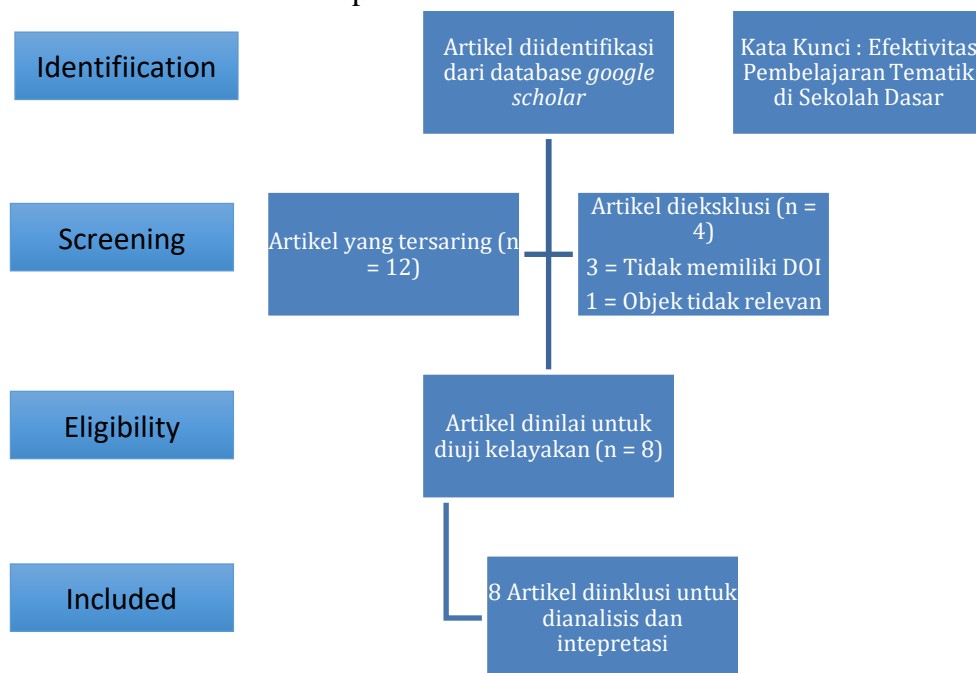 Identifiication
Artikel diidentifikasi
dari database google
scholar
Kata Kunci : Efektivitas
Pembelajaran Tematik
di Sekolah Dasar
Screening
Artikel yang tersaring (n
= 12)
Artikel dieksklusi (n =
4)
3 = Tidak memiliki DOI
1 = Objek tidak relevan
Eligibility
Artikel dinilai untuk
diuji kelayakan (n = 8)
Included
8 Artikel diinklusi untuk
dianalisis dan
intepretasi